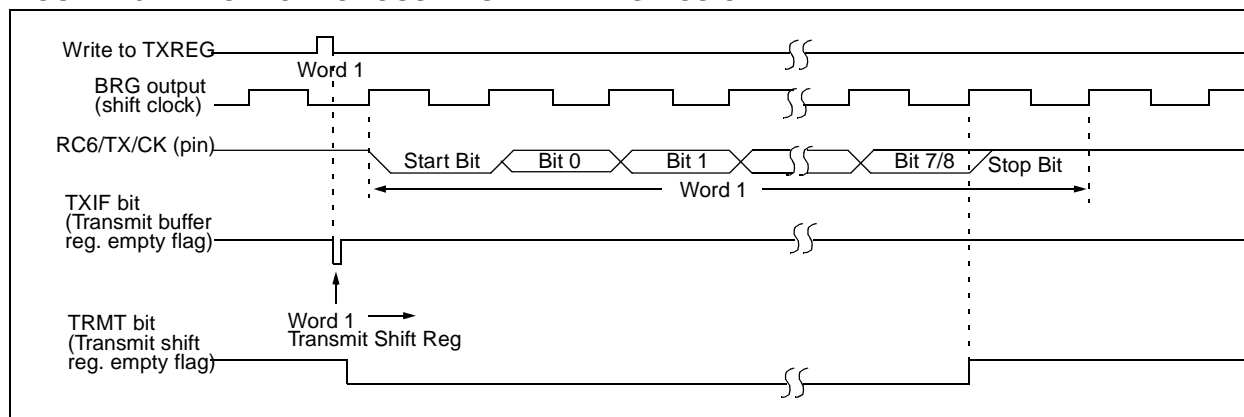 Write to TXREG
Word 1
BRG output
(shift clock)
RC6/TX/CK (pin)
Start Bit
Bit 0
Bit 1
Bit 7/8
Stop Bit
Word 1
TXIF bit
(Transmit buffer
reg. empty flag)
Word 1
Transmit Shift Reg
TRMT bit
(Transmit shift
reg. empty flag)